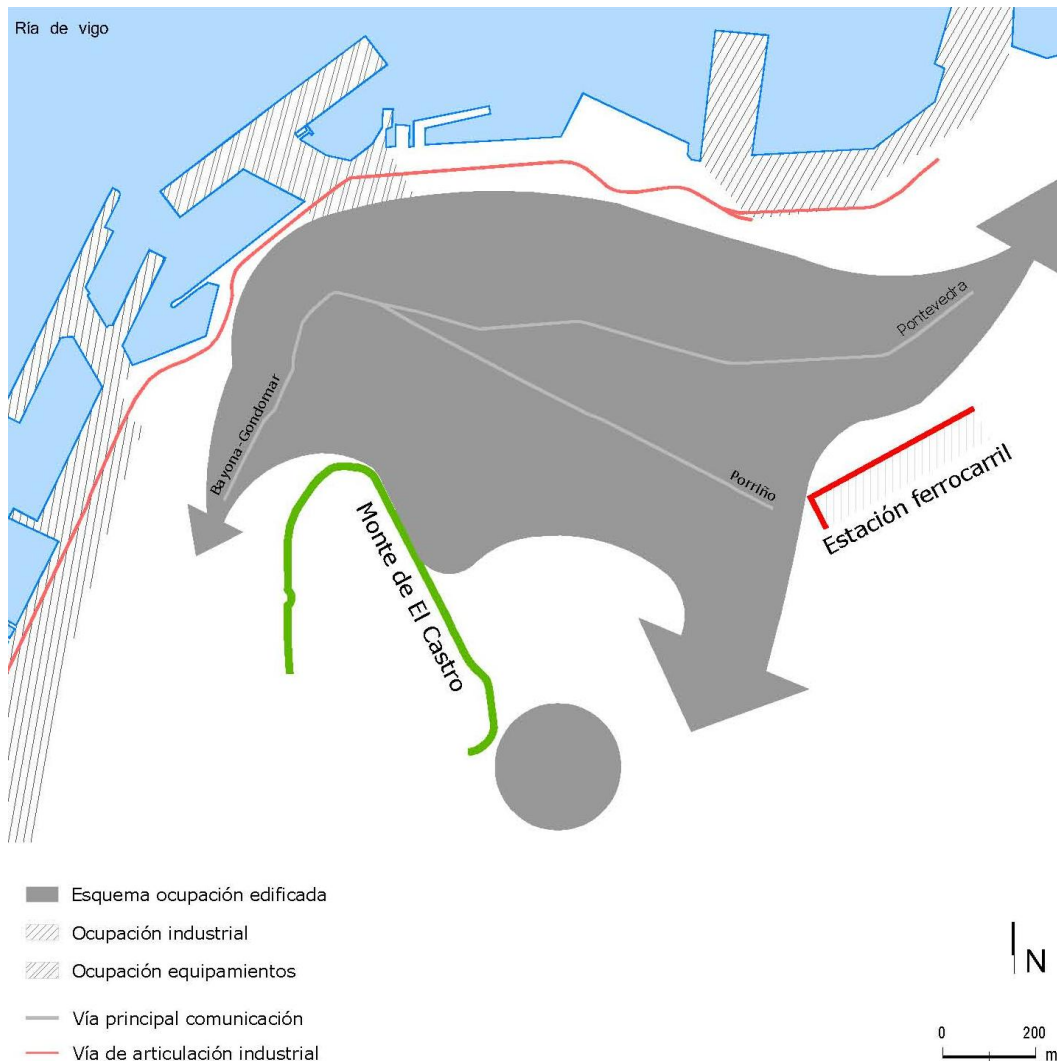 Ría de vigo
Pontevedra
Bayona-Gondomar
Porriño
Estación ferrocarril
Monte de El Castro
Esquema ocupación edificada
Ocupación industrial
Ocupación equipamientos
Vía principal comunicación
Vía de articulación industrial
N
0 200
m